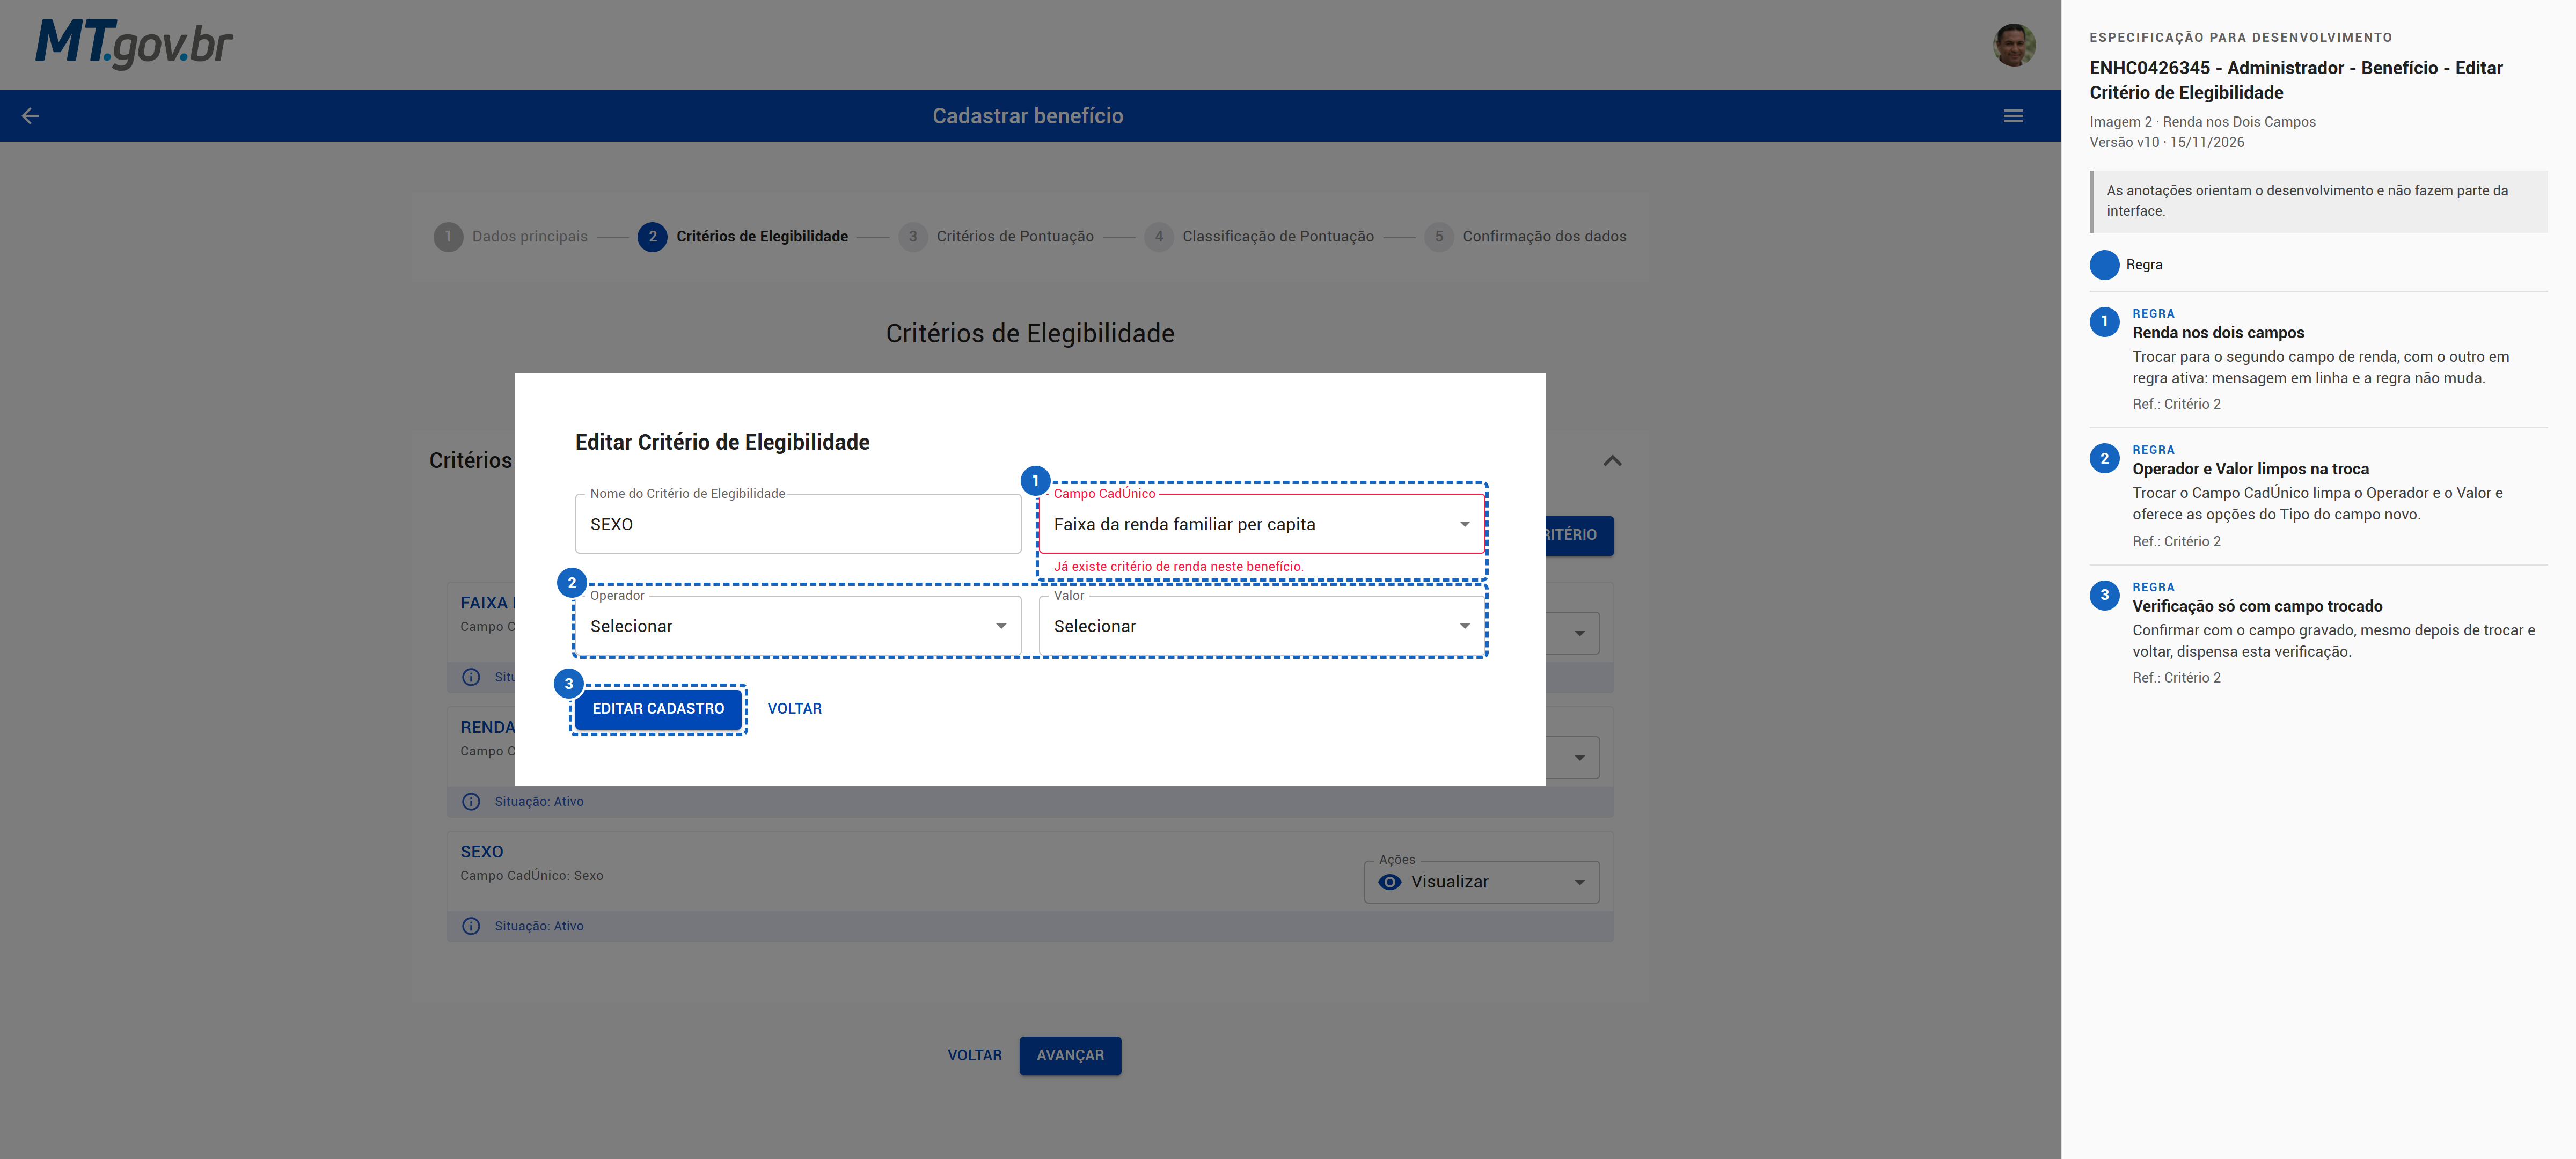 MT.gov.br
Cadastrar benefício
1 Dados principais
2 Critérios de Elegibilidade
3 Critérios de Pontuação
4 Classificação de Pontuação
5 Confirmação dos dados
Critérios de Elegibilidade
Critérios
Editar Critério de Elegibilidade
1
Nome do Critério de Elegibilidade
SEXO
Campo CadÚnico
Faixa da renda familiar per capita
Já existe critério de renda neste benefício.
2
Operador
Selecionar
Valor
Selecionar
3
EDITAR CADASTRO
VOLTAR
RITÉRIO
FAIXA
Campo C
Situ
RENDA
Campo C
Situação: Ativo
SEXO
Campo CadÚnico: Sexo
Ações
Visualizar
Situação: Ativo
VOLTAR
AVANÇAR
ESPECIFICAÇÃO PARA DESENVOLVIMENTO
ENHC0426345 - Administrador - Benefício - Editar
Critério de Elegibilidade
Imagem 2 · Renda nos Dois Campos
Versão v10 · 15/11/2026
As anotações orientam o desenvolvimento e não fazem parte da
interface.
Regra
1
REGRA
Renda nos dois campos
Trocar para o segundo campo de renda, com o outro em
regra ativa: mensagem em linha e a regra não muda.
Ref.: Critério 2
2
REGRA
Operador e Valor limpos na troca
Trocar o Campo CadÚnico limpa o Operador e o Valor e
oferece as opções do Tipo do campo novo.
Ref.: Critério 2
3
REGRA
Verificação só com campo trocado
Confirmar com o campo gravado, mesmo depois de trocar e
voltar, dispensa esta verificação.
Ref.: Critério 2